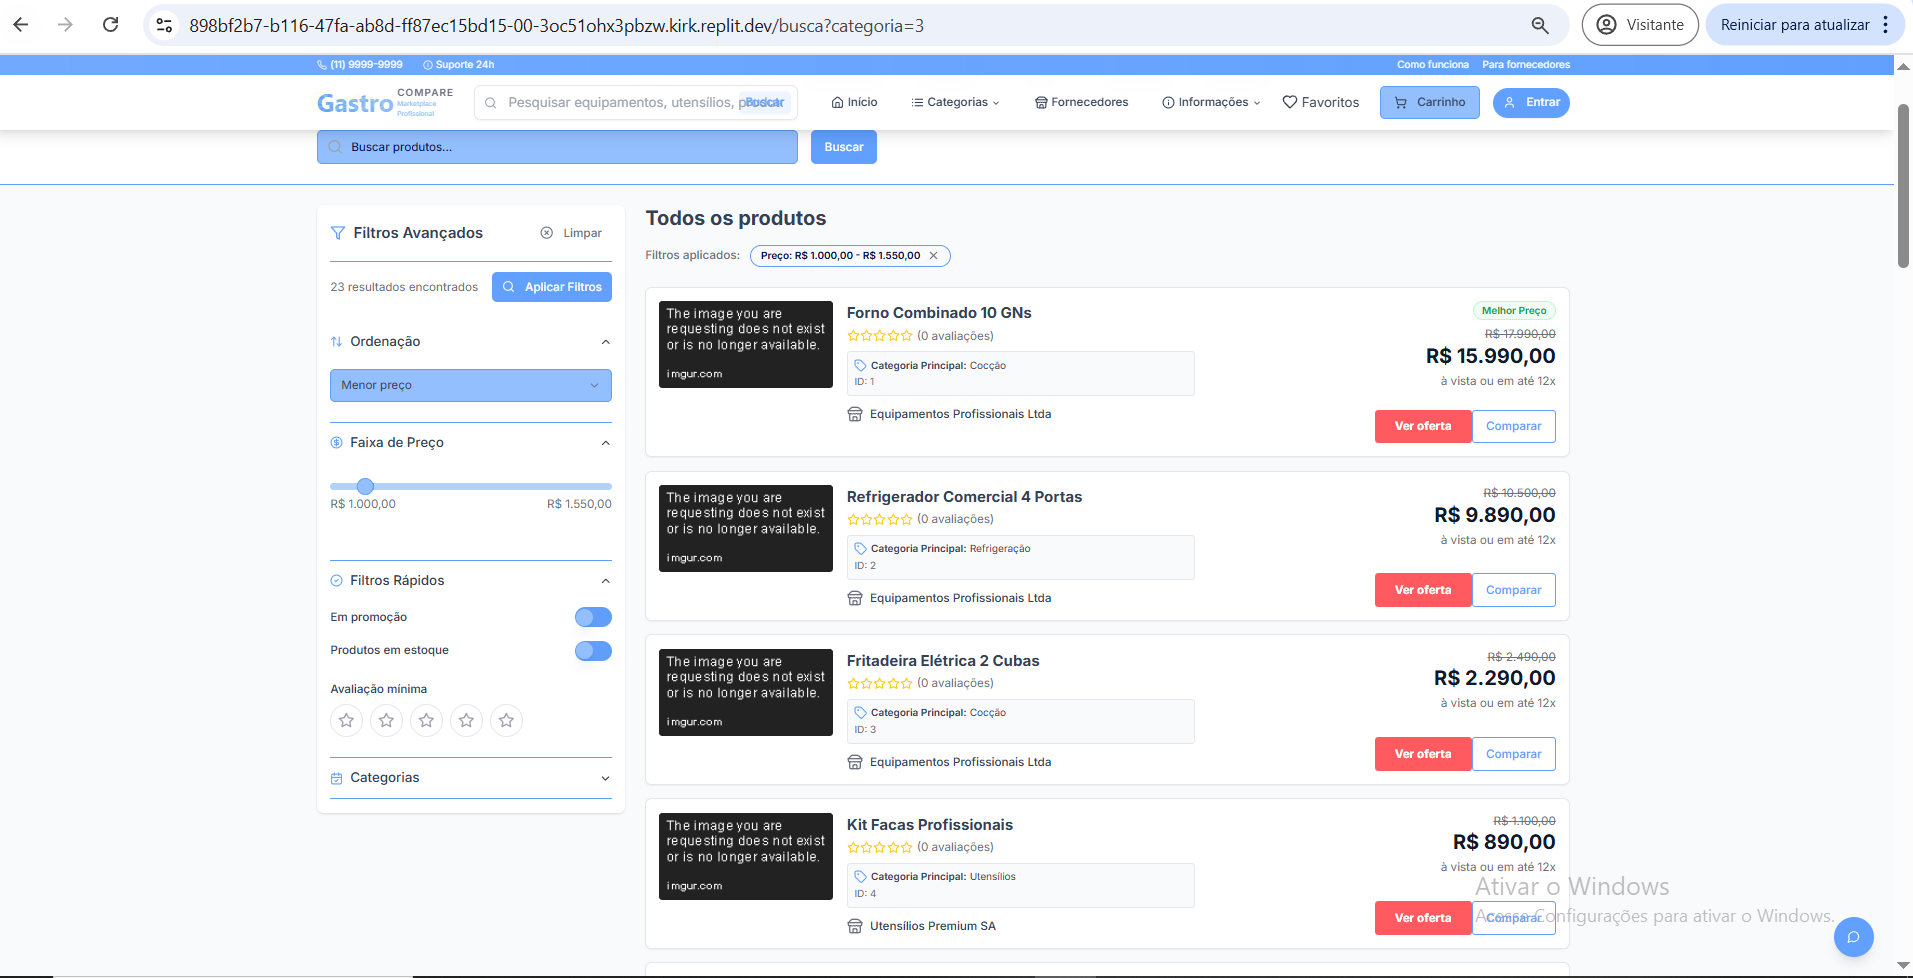 898bf2b7-b116-47fa-ab8d-ff87ec15bd15-00-3oc51ohx3pbzw.kirk.replit.dev/busca?categoria=3
Visitante
Reiniciar para atualizar
(11) 9999-9999
Suporte 24h
Como funciona
Para fornecedores
Gastro
COMPARE
Marketplace
Profissional
Pesquisar equipamentos, utensílios,
Buscar
Início
Categorias
Fornecedores
Informações
Favoritos
Carrinho
Entrar
Buscar produtos...
Buscar
Filtros Avançados
Limpar
23 resultados encontrados
Aplicar Filtros
Ordenação
Menor preço
Faixa de Preço
R$ 1.000,00
R$ 1.550,00
Filtros Rápidos
Em promoção
Produtos em estoque
Avaliação mínima
Categorias
Todos os produtos
Filtros aplicados:
Preço: R$ 1.000,00 - R$ 1.550,00
The image you are
requesting does not exist
or is no longer available.
imgur.com
Forno Combinado 10 GNs
(0 avaliações)
Categoria Principal: Cocção
ID: 1
Equipamentos Profissionais Ltda
Melhor Preço
R$ 17.990,00
R$ 15.990,00
à vista ou em até 12x
Ver oferta
Comparar
The image you are
requesting does not exist
or is no longer available.
imgur.com
Refrigerador Comercial 4 Portas
(0 avaliações)
Categoria Principal: Refrigeração
ID: 2
Equipamentos Profissionais Ltda
R$ 10.500,00
R$ 9.890,00
à vista ou em até 12x
Ver oferta
Comparar
The image you are
requesting does not exist
or is no longer available.
imgur.com
Fritadeira Elétrica 2 Cubas
(0 avaliações)
Categoria Principal: Cocção
ID: 3
Equipamentos Profissionais Ltda
R$ 2.490,00
R$ 2.290,00
à vista ou em até 12x
Ver oferta
Comparar
The image you are
requesting does not exist
or is no longer available.
imgur.com
Kit Facas Profissionais
(0 avaliações)
Categoria Principal: Utensílios
ID: 4
Utensílios Premium SA
R$ 1.100,00
R$ 890,00
à vista ou em até 12x
Ver oferta
Comparar
Ativar o Windows
Acesse Configurações para ativar o Windows.